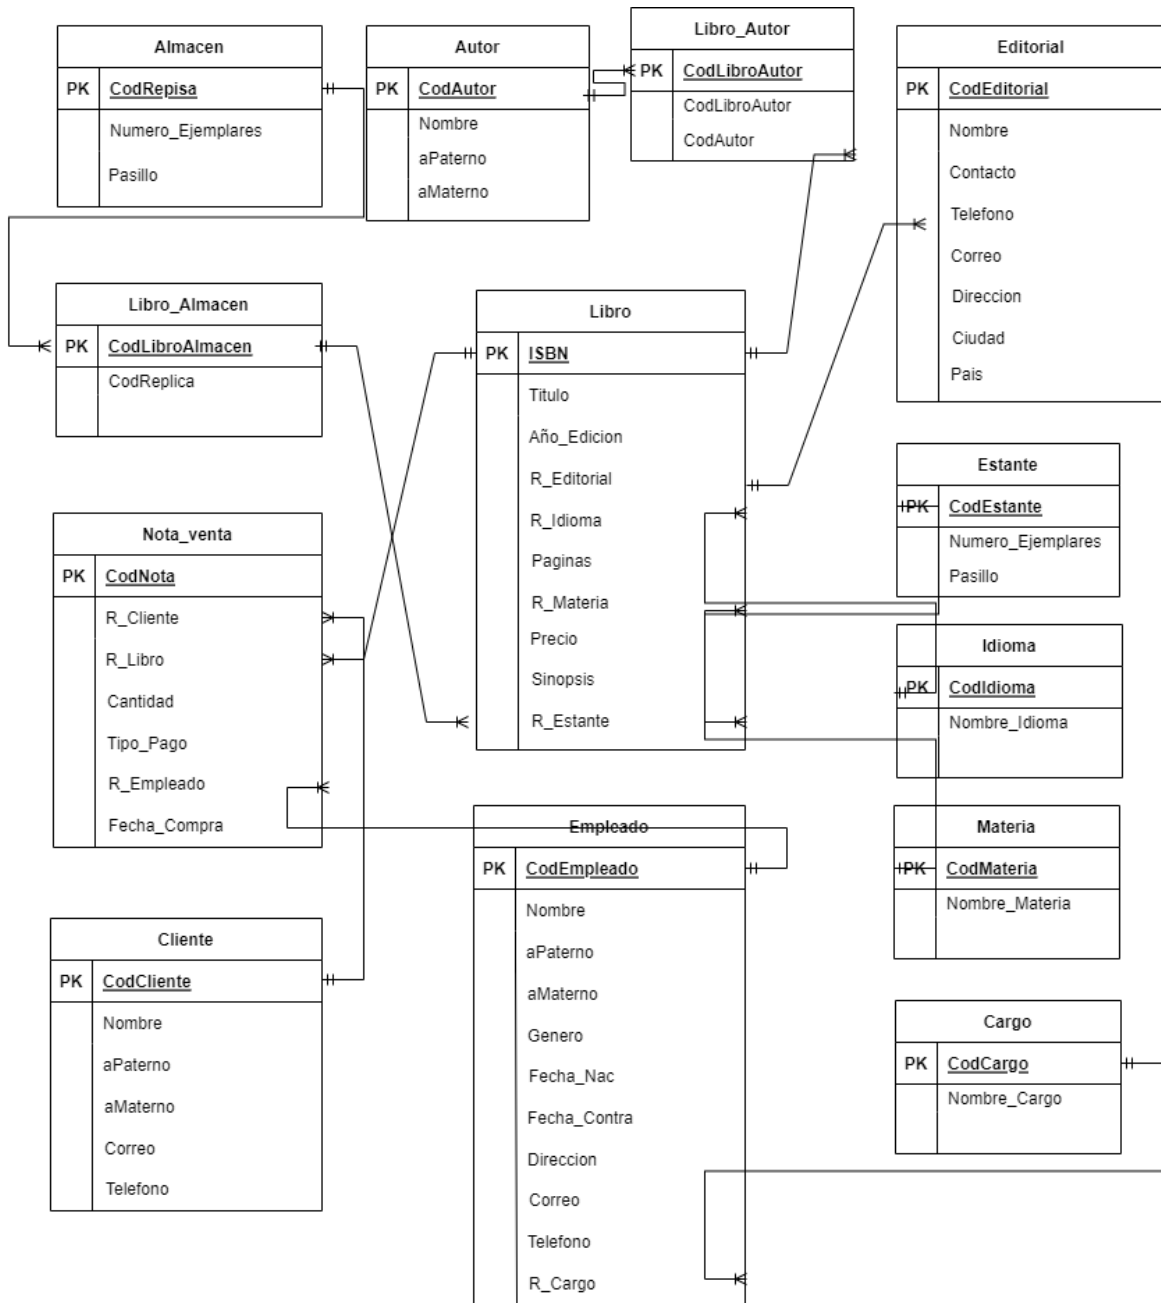 Almacen
PK CodRepisa
Numero_Ejemplares
Pasillo
Autor
PK CodAutor
Nombre
aPaterno
aMaterno
Libro_Autor
PK CodLibroAutor
CodLibroAutor
CodAutor
Editorial
PK CodEditorial
Nombre
Contacto
Telefono
Correo
Direccion
Ciudad
Pais
Libro_Almacen
PK CodLibroAlmacen
CodReplica
Libro
PK ISBN
Titulo
Año_Edicion
R_Editorial
R_Idioma
Paginas
R_Materia
Precio
Sinopsis
R_Estante
Estante
PK CodEstante
Numero_Ejemplares
Pasillo
Nota_venta
PK CodNota
R_Cliente
R_Libro
Cantidad
Tipo_Pago
R_Empleado
Fecha_Compra
Idioma
PK CodIdioma
Nombre_Idioma
Empleado
PK CodEmpleado
Nombre
aPaterno
aMaterno
Genero
Fecha_Nac
Fecha_Contra
Direccion
Correo
Telefono
R_Cargo
Materia
PK CodMateria
Nombre_Materia
Cliente
PK CodCliente
Nombre
aPaterno
aMaterno
Correo
Telefono
Cargo
PK CodCargo
Nombre_Cargo